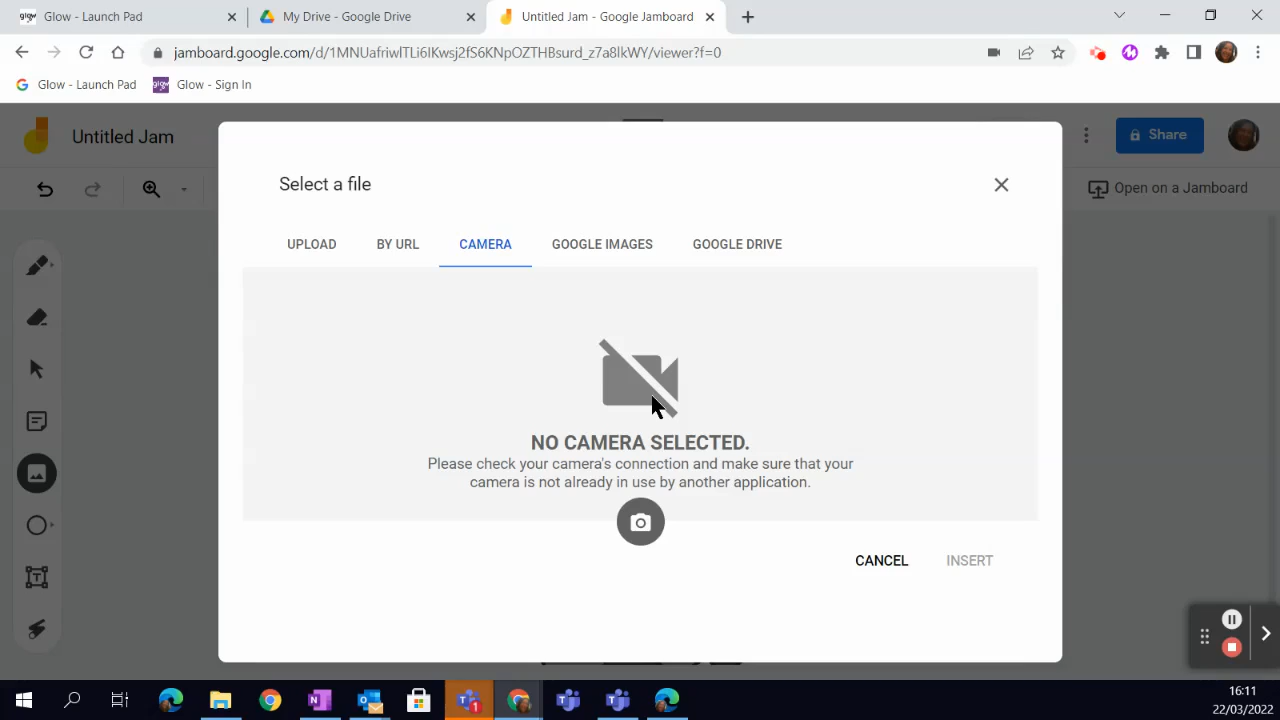 glow Glow - Launch Pad
My Drive - Google Drive
Untitled Jam - Google Jamboard
jamboard.google.com/d/1MNUafriwlTLi6IKwsj2fS6KNpOZTHBsurd_z7a8lkWY/viewer?f=0
Glow - Launch Pad
glow Glow - Sign In
Untitled Jam
Share
Open on a Jamboard
Select a file
UPLOAD BY URL CAMERA GOOGLE IMAGES GOOGLE DRIVE
NO CAMERA SELECTED.
Please check your camera's connection and make sure that your
camera is not already in use by another application.
CANCEL INSERT
16:11
22/03/2022